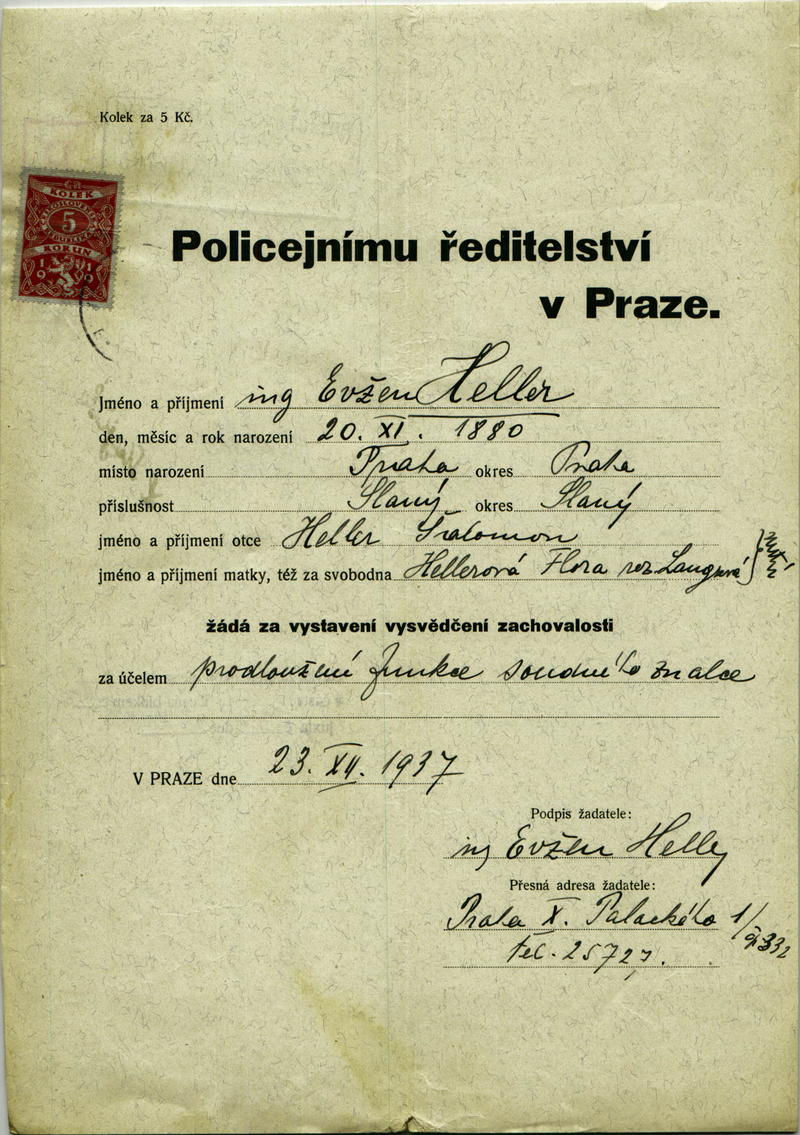 Kolek za 5 Kč.
KOLEK
5
KORUN
1919
Policejnímu ředitelství
v Praze.
Jméno a příjmení ing Evžen Heller
den, měsíc a rok narození 20. XI. 1880
místo narození Praha okres Praha
příslušnost Slaný okres Slaný
jméno a příjmení otce Heller Salomon
jméno a příjmení matky, též za svobodna Hellerová Flora roz.
žádá za vystavení vysvědčení zachovalosti
za účelem prodloužení funkce soudního znalce
V PRAZE dne 23. XII. 1937
Podpis žadatele:
ing Evžen Heller
Přesná adresa žadatele:
Praha X. Palackého 1/
tel. 25727.